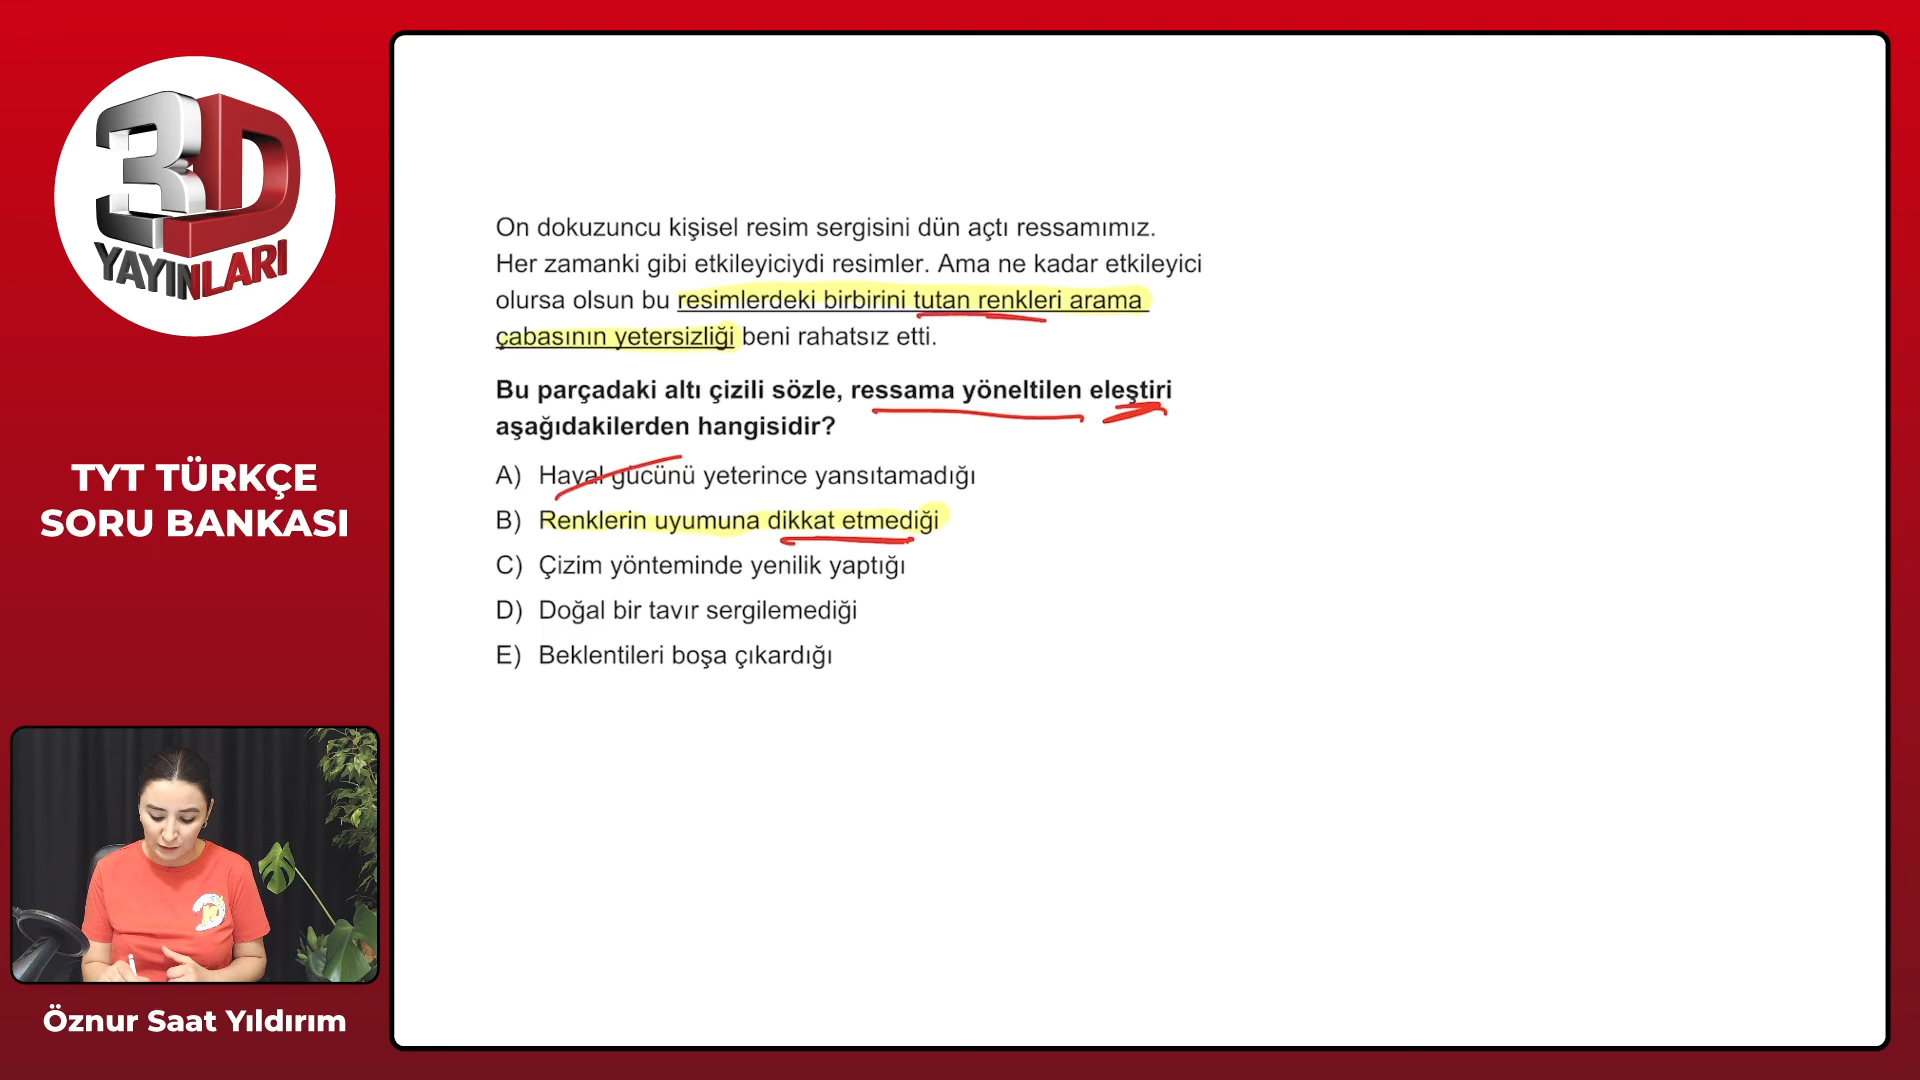 3D
YAYINLARI
TYT TÜRKÇE
SORU BANKASI
Öznur Saat Yıldırım
On dokuzuncu kişisel resim sergisini dün açtı ressamımız.
Her zamanki gibi etkileyiciydi resimler. Ama ne kadar etkileyici
olursa olsun bu resimlerdeki birbirini tutan renkleri arama
çabasının yetersizliği beni rahatsız etti.
Bu parçadaki altı çizili sözle, ressama yöneltilen eleştiri
aşağıdakilerden hangisidir?
A) Hayal gücünü yeterince yansıtamadığı
B) Renklerin uyumuna dikkat etmediği
C) Çizim yönteminde yenilik yaptığı
D) Doğal bir tavır sergilemediği
E) Beklentileri boşa çıkardığı